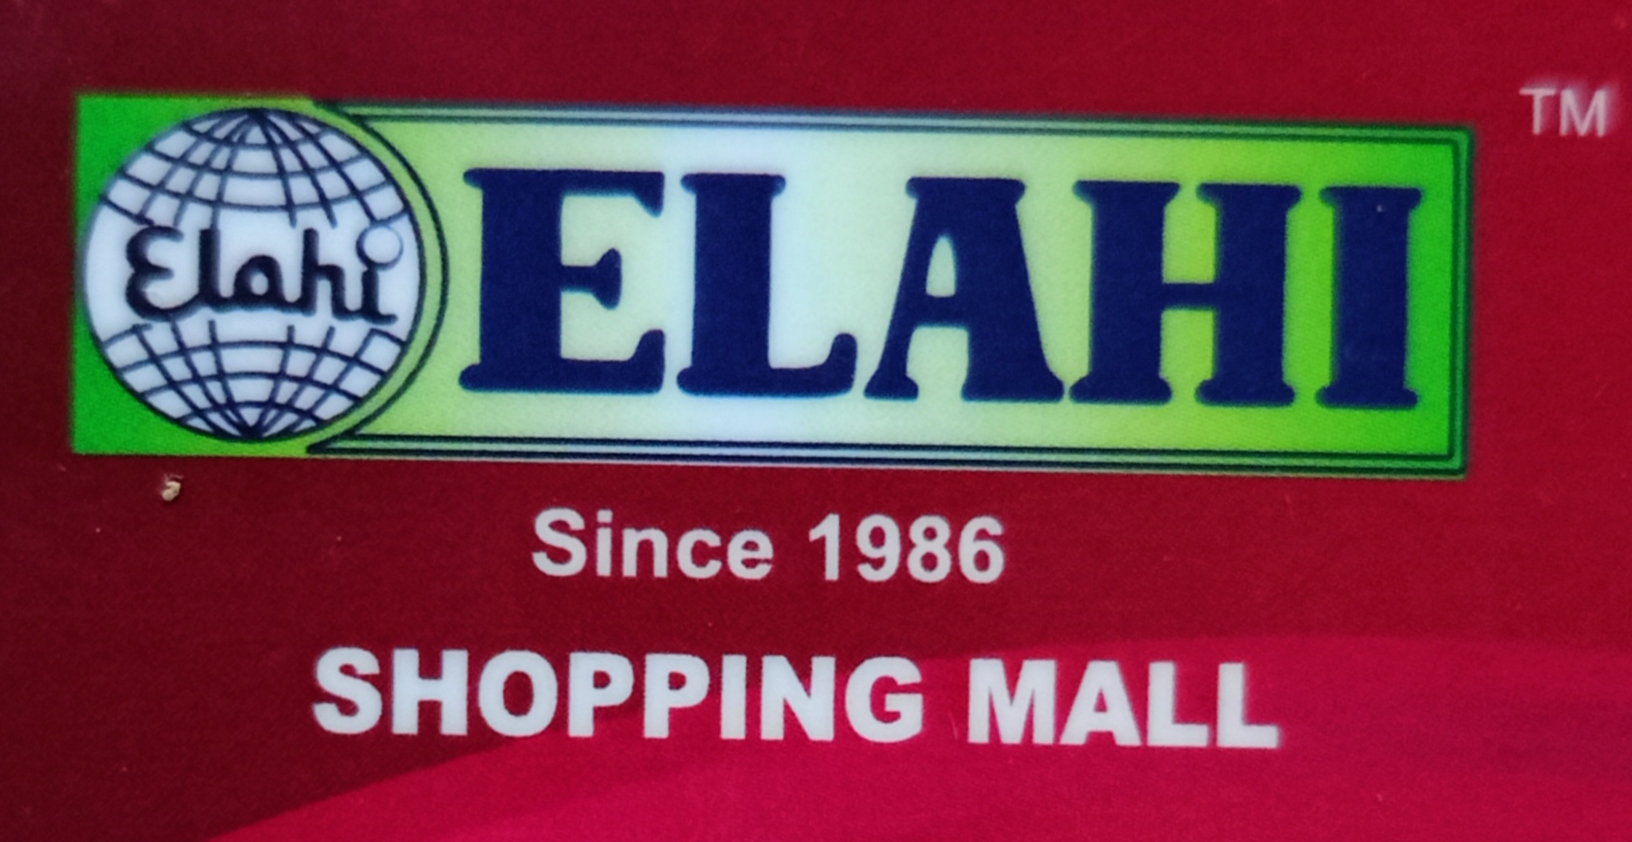 TM
Elahi ELAHI
Since 1986
SHOPPING MALL